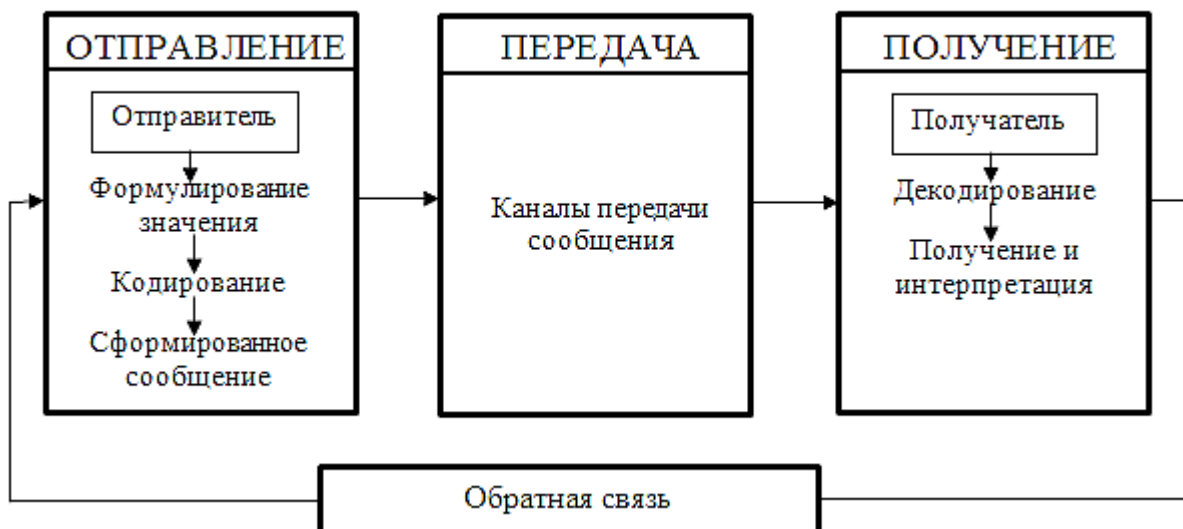 ОТПРАВЛЕНИЕ
Отправитель
Формулирование
значения
Кодирование
Сформированное
сообщение
ПЕРЕДАЧА
Каналы передачи
сообщения
ПОЛУЧЕНИЕ
Получатель
Декодирование
Получение и
интерпретация
Обратная связь